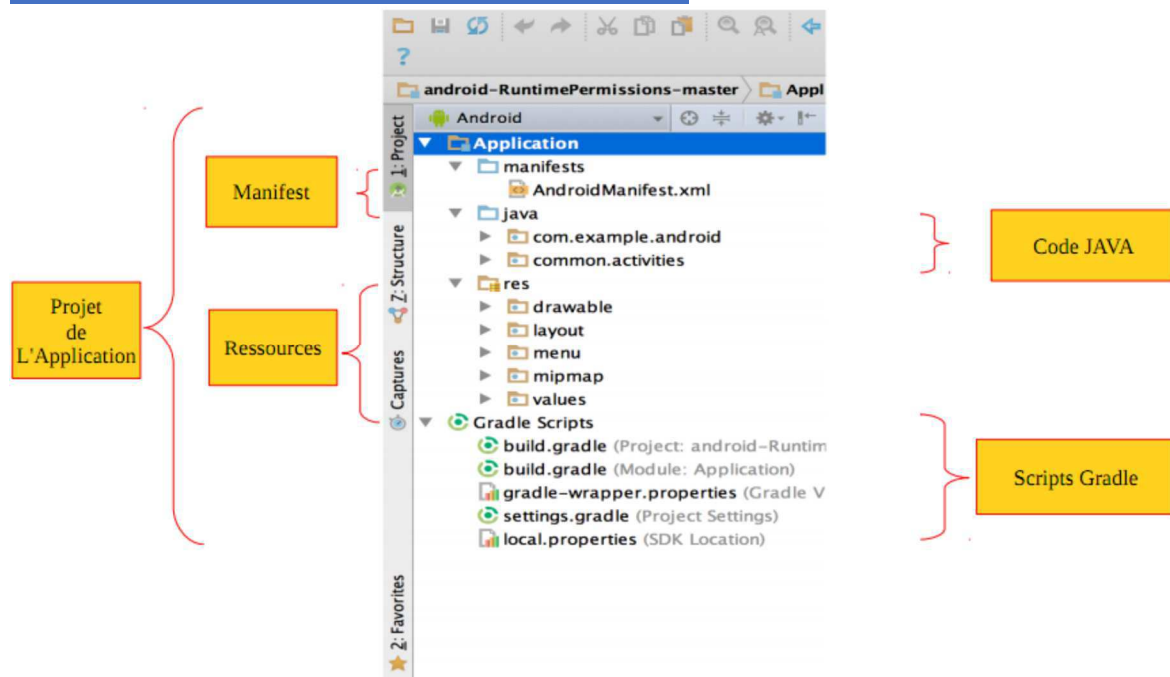 android-RuntimePermissions-master
Appl
Android
1: Project
7: Structure
Captures
2: Favorites
Application
manifests
AndroidManifest.xml
java
com.example.android
common.activities
res
drawable
layout
menu
mipmap
values
Gradle Scripts
build.gradle (Project: android-Runtim
build.gradle (Module: Application)
gradle-wrapper.properties (Gradle V
settings.gradle (Project Settings)
local.properties (SDK Location)
Projet
de
L'Application
Manifest
Ressources
Code JAVA
Scripts Gradle